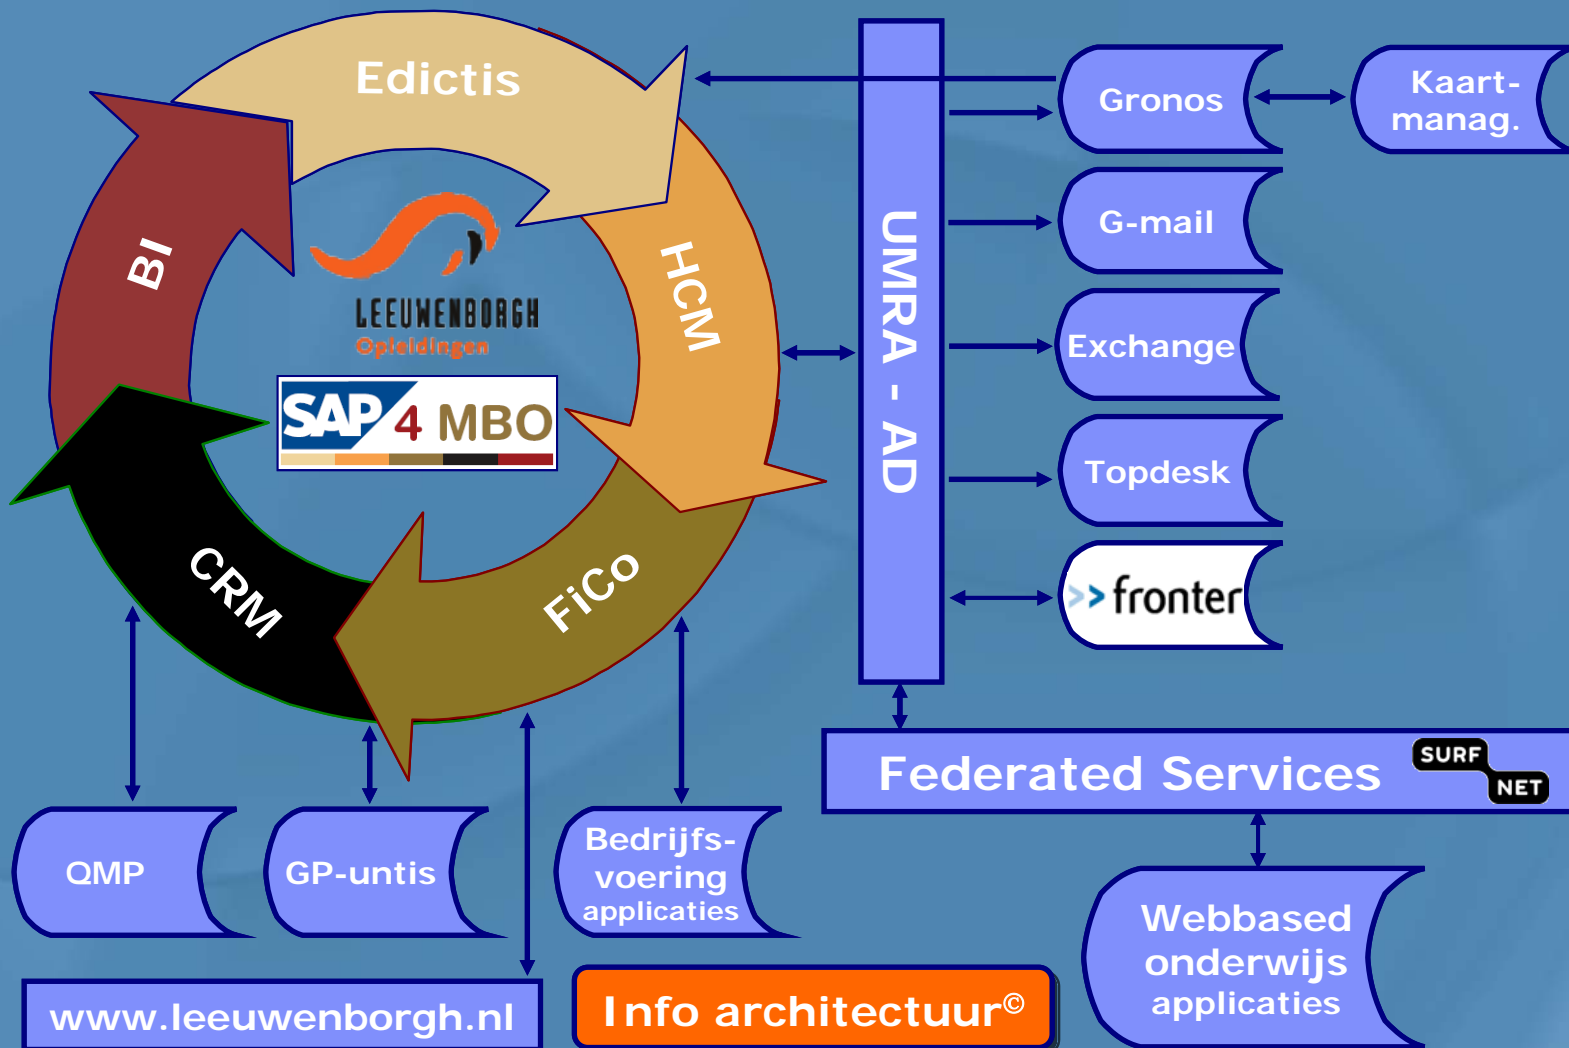 Edictis
HCM
FiCo
CRM
BI
LEEUWENBORGH
Opleidingen
SAP 4 MBO
UMRA - AD
Gronos
Kaart-
manag.
G-mail
Exchange
Topdesk
>> fronter
Federated Services
SURF
NET
QMP
GP-untis
Bedrijfs-
voering
applicaties
Webbased
onderwijs
applicaties
www.leeuwenborgh.nl
Info architectuur©